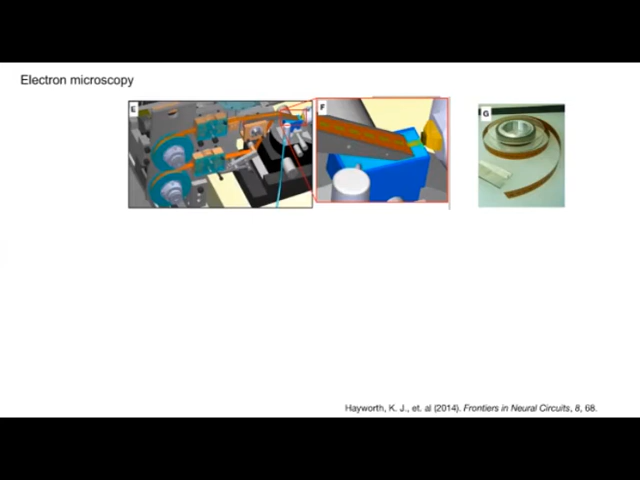 Electron microscopy
E
F
G
Hayworth, K. J., et. al (2014). Frontiers in Neural Circuits, 8, 68.